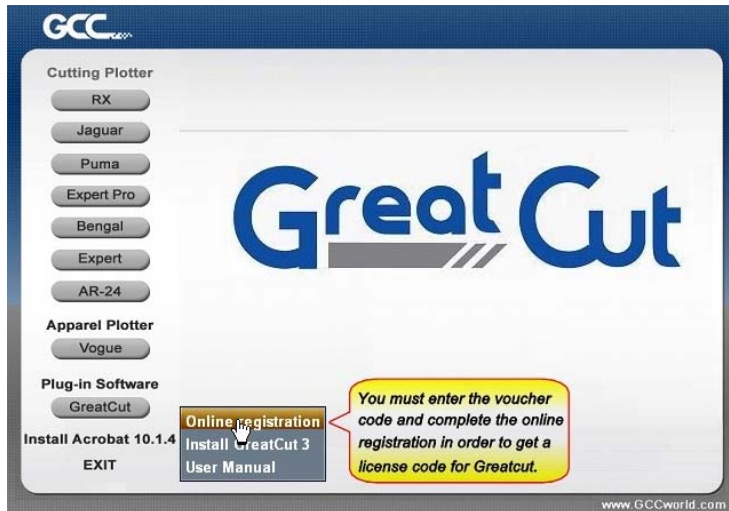 GCC
Cutting Plotter
RX
Jaguar
Puma
Expert Pro
Bengal
Expert
AR-24
Apparel Plotter
Vogue
Plug-in Software
GreatCut
Install Acrobat 10.1.4
EXIT
Great Cut
Online registration
Install GreatCut 3
User Manual
You must enter the voucher
code and complete the online
registration in order to get a
license code for Greatcut.
www.GCCworld.com